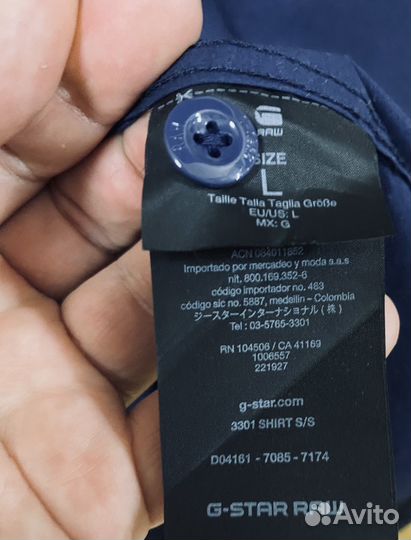 RAW
SIZE
L
Taille Talla Taglia Größe
EU/US: L
MX: G
ACN 084011882
Importado por mercadeo y moda s.a.s
nit. 800.169.352-6
código importador no. 463
código sic no. 5887, medellin - Colombia
ジースターインターナショナル（株）
Tel : 03-5765-3301
RN 104506 / CA 41169
1006557
221927
g-star.com
3301 SHIRT S/S
D04161 - 7085 - 7174
G-STAR RAW
Avito